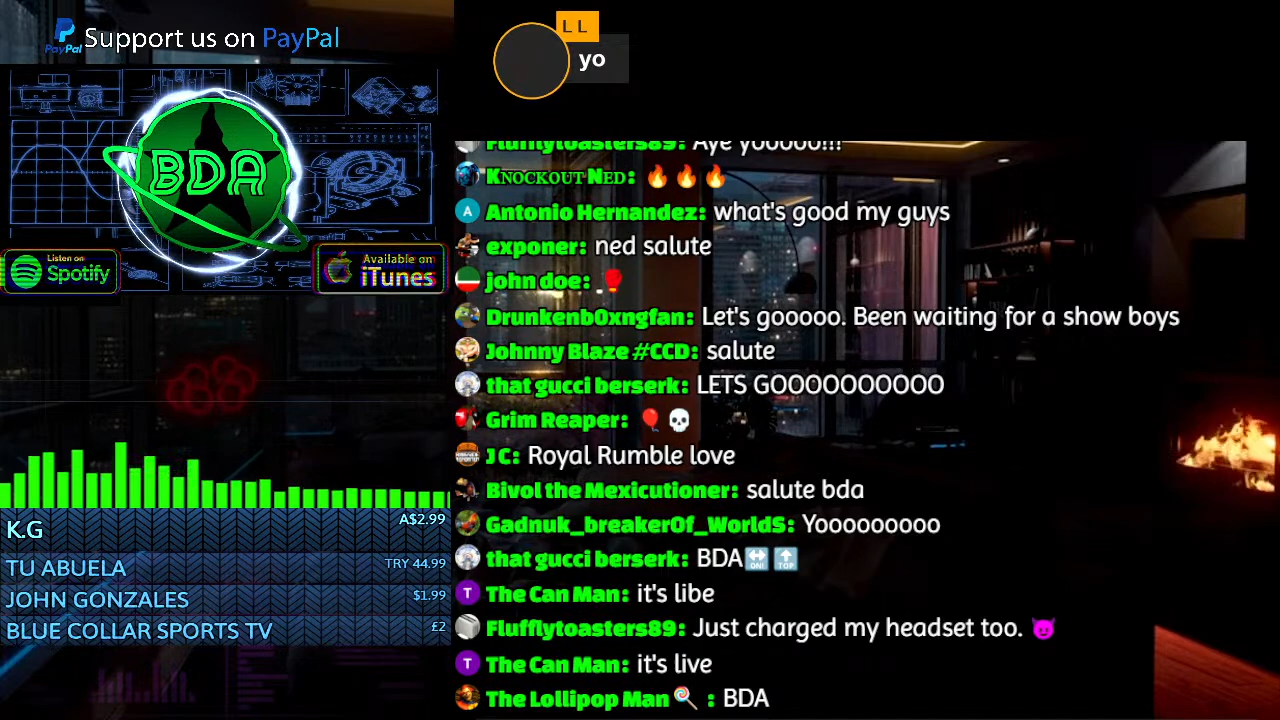 PayPal
Support us on PayPal
BDA
Listen on
Spotify
Available on
iTunes
K.G A$2.99
TU ABUELA TRY 44.99
JOHN GONZALES $1.99
BLUE COLLAR SPORTS TV £2
L L
yo
Flufflytoasters89: Aye yooooo!!!
Knockout Ned: 🔥🔥🔥
A Antonio Hernandez: what's good my guys
exponer: ned salute
john doe: 🥊
Drunkenb0xngfan: Let's gooooo. Been waiting for a show boys
Johnny Blaze #CCD: salute
that gucci berserk: LETS GOOOOOOOOOO
Grim Reaper: 🎈💀
JC: Royal Rumble love
Bivol the Mexicutioner: salute bda
Gadnuk_breakerOf_WorldS: Yooooooooo
that gucci berserk: BDA🔛🔝
T The Can Man: it's libe
Flufflytoasters89: Just charged my headset too. 😈
T The Can Man: it's live
The Lollipop Man🍭 : BDA